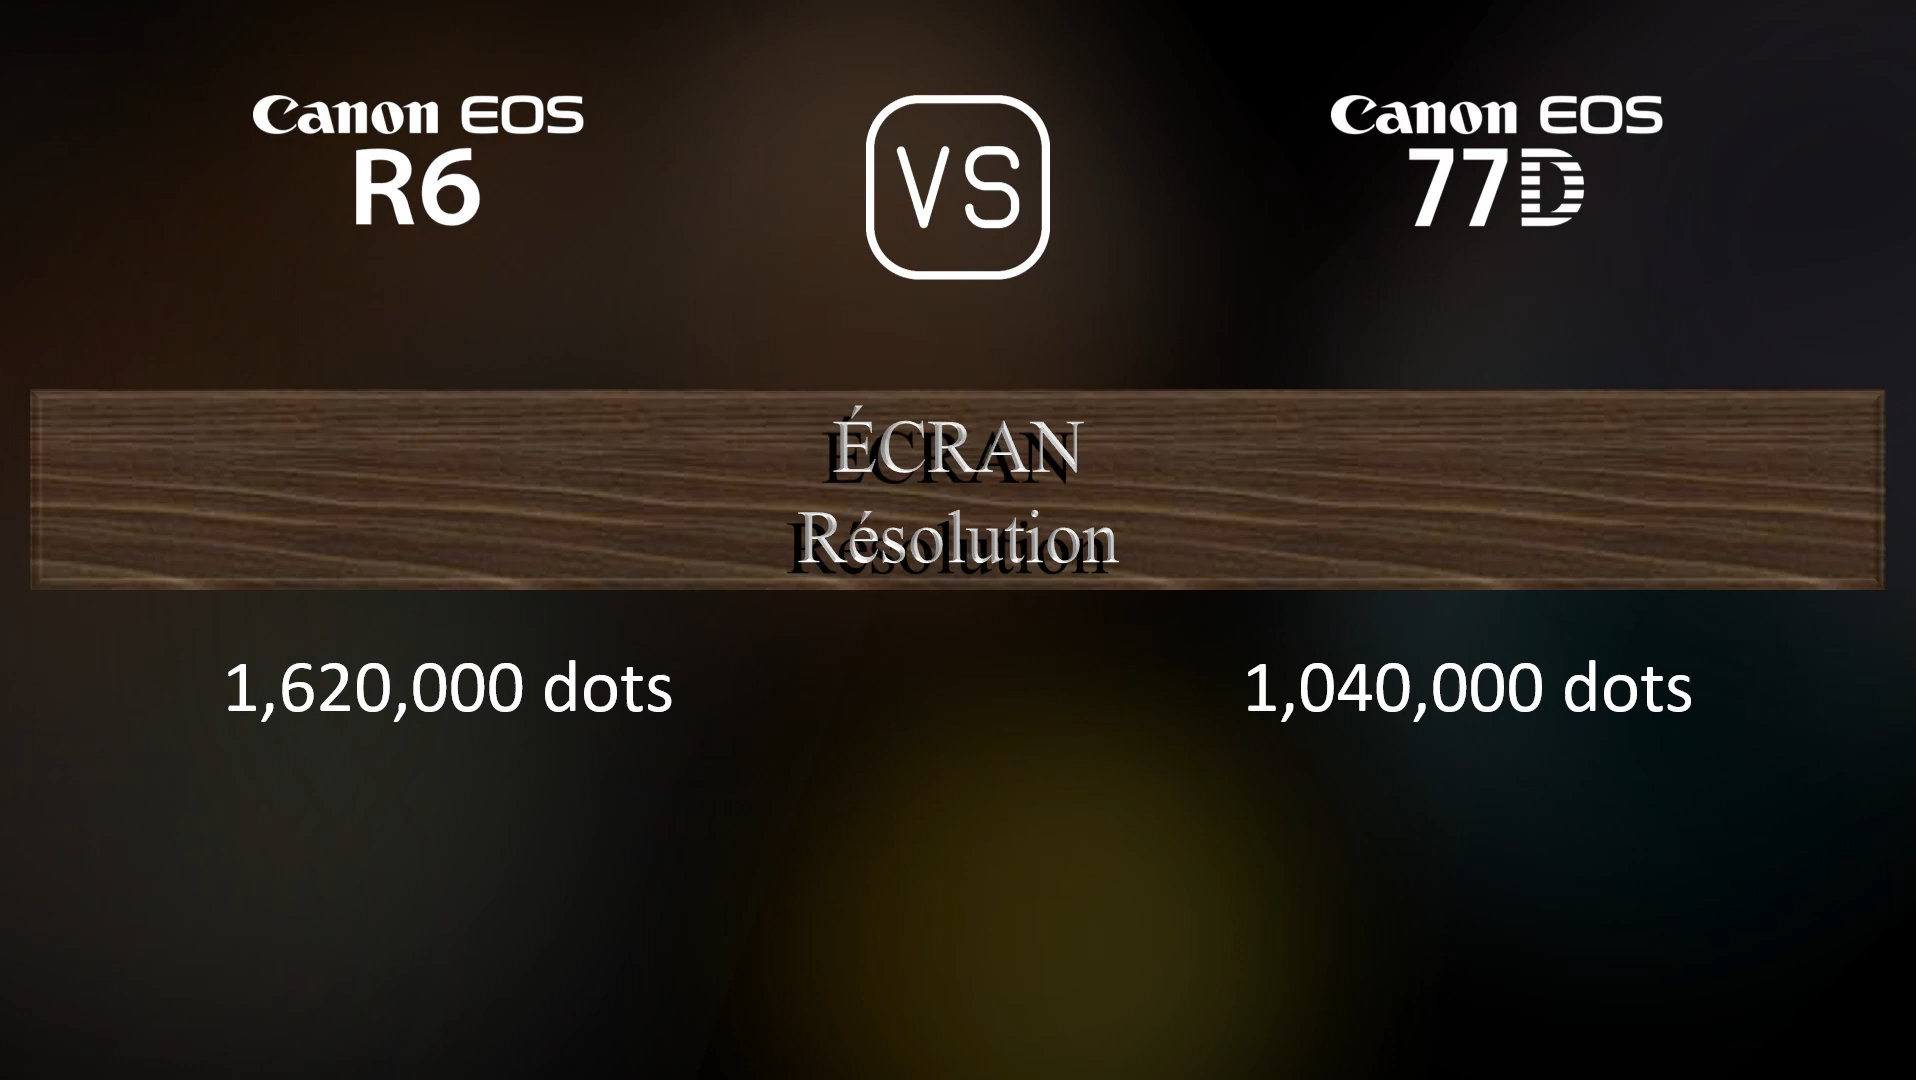 Canon EOS
R6
VS
Canon EOS
77D
ÉCRAN
Résolution
1,620,000 dots
1,040,000 dots